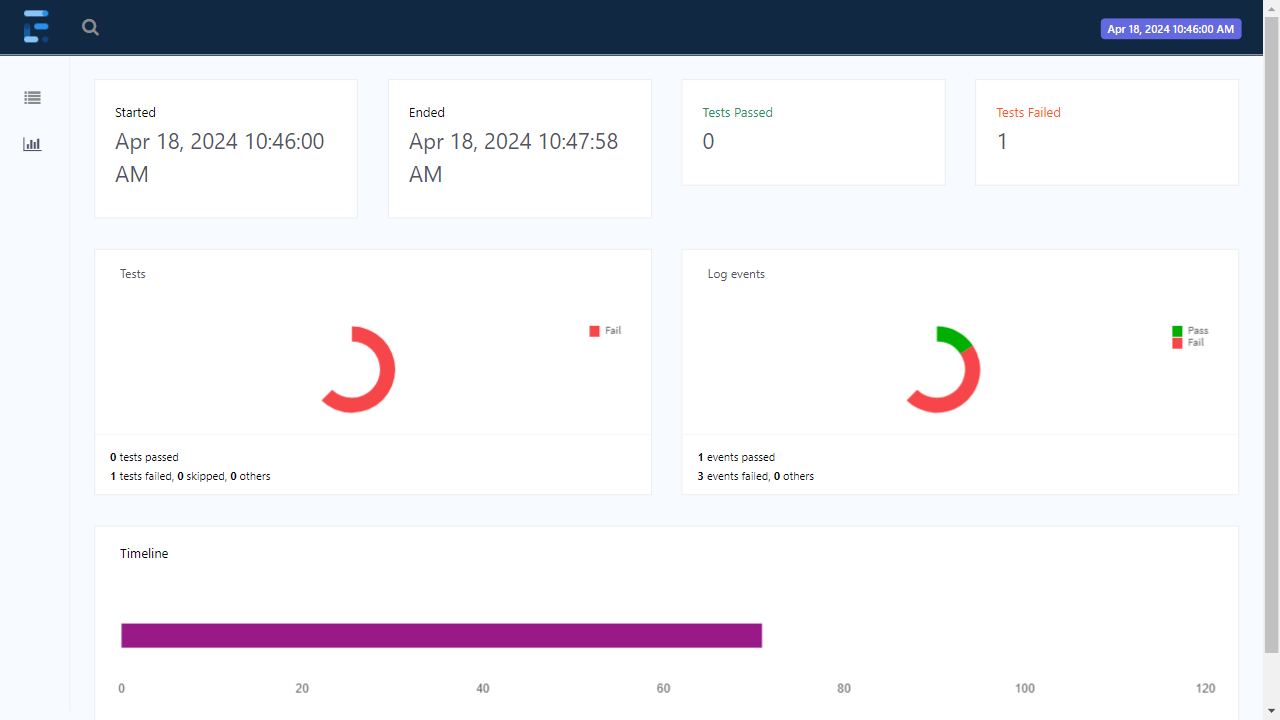 Apr 18, 2024 10:46:00 AM
Started
Apr 18, 2024 10:46:00
AM
Ended
Apr 18, 2024 10:47:58
AM
Tests Passed
0
Tests Failed
1
Tests
Fail
0 tests passed
1 tests failed, 0 skipped, 0 others
Log events
Pass
Fail
1 events passed
3 events failed, 0 others
Timeline
0 20 40 60 80 100 120